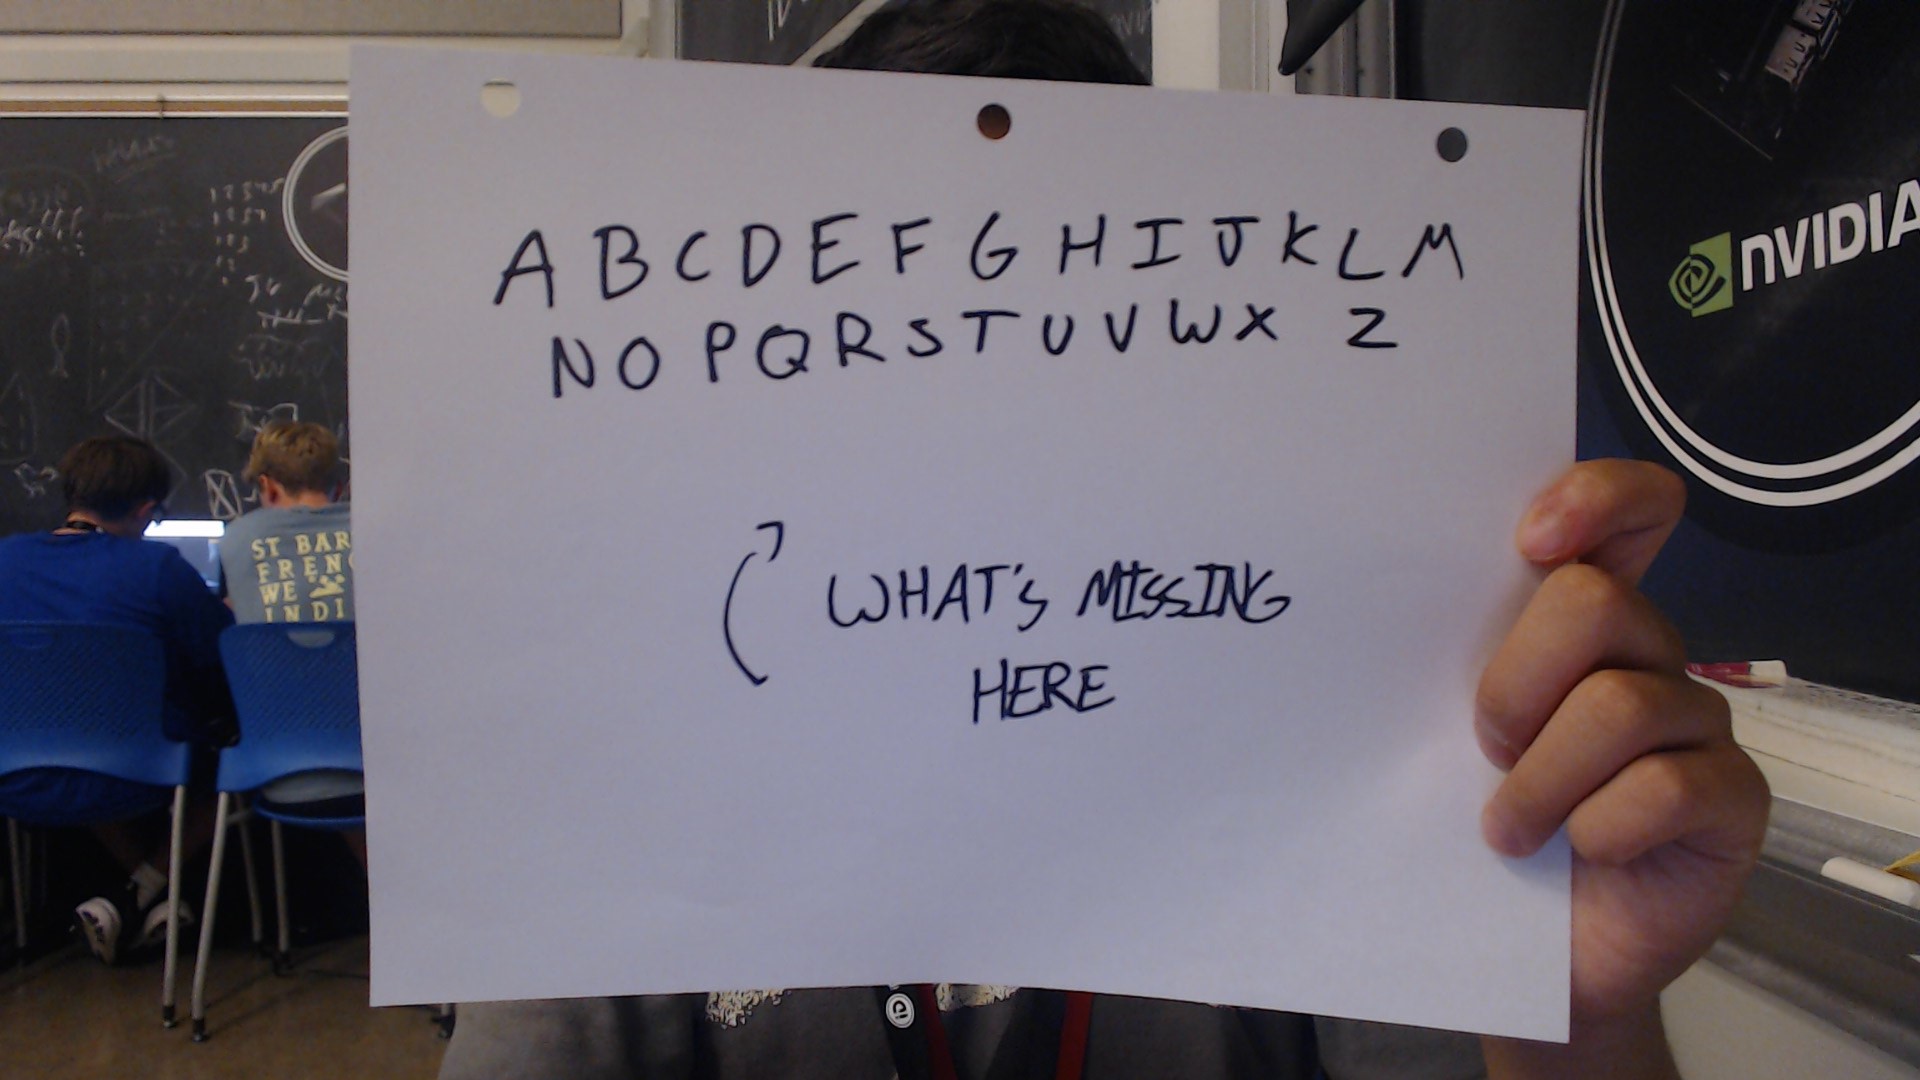 A B C D E F G H I J K L M
N O P Q R S T U V W X Z
WHAT'S MISSING
HERE
NVIDIA
ST BAR
FRENC
WE
INDI